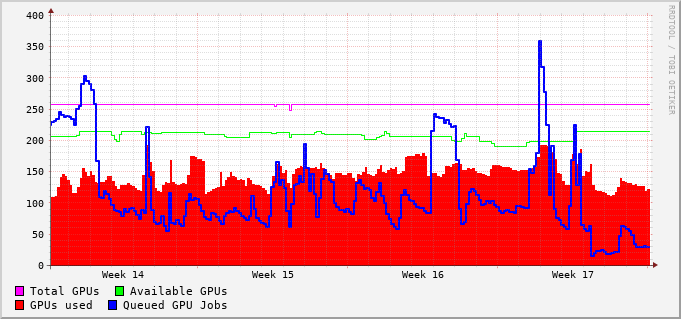 RRDTOOL / TOBI OETIKER
400
350
300
250
200
150
100
50
0
Week 14 Week 15 Week 16 Week 17
Total GPUs Available GPUs
GPUs used Queued GPU Jobs